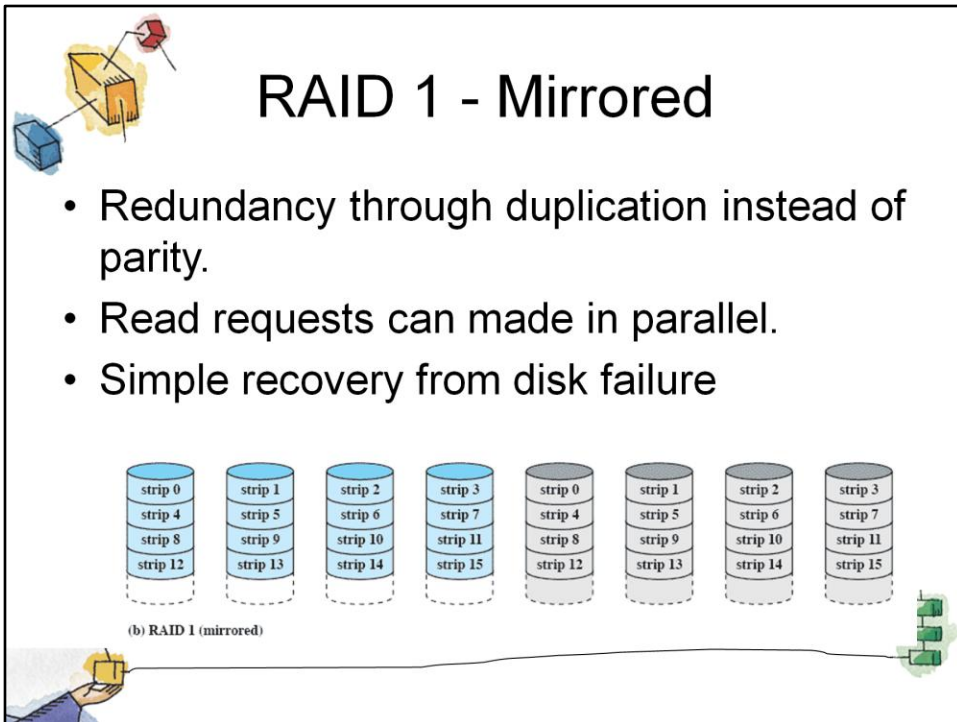 RAID 1 - Mirrored
• Redundancy through duplication instead of
parity.
• Read requests can made in parallel.
• Simple recovery from disk failure
strip 0 strip 1 strip 2 strip 3 strip 0 strip 1 strip 2 strip 3
strip 4 strip 5 strip 6 strip 7 strip 4 strip 5 strip 6 strip 7
strip 8 strip 9 strip 10 strip 11 strip 8 strip 9 strip 10 strip 11
strip 12 strip 13 strip 14 strip 15 strip 12 strip 13 strip 14 strip 15
(b) RAID 1 (mirrored)